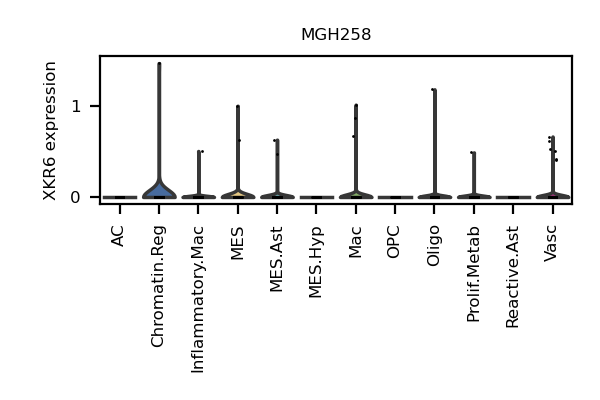 MGH258
XKR6 expression
1
0
AC
Chromatin.Reg
Inflammatory.Mac
MES
MES.Ast
MES.Hyp
Mac
OPC
Oligo
Prolif.Metab
Reactive.Ast
Vasc